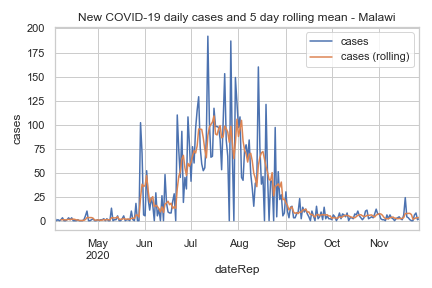 New COVID-19 daily cases and 5 day rolling mean - Malawi
cases
cases (rolling)
200
175
150
125
100
75
50
25
0
cases
May Jun Jul Aug Sep Oct Nov
2020
dateRep